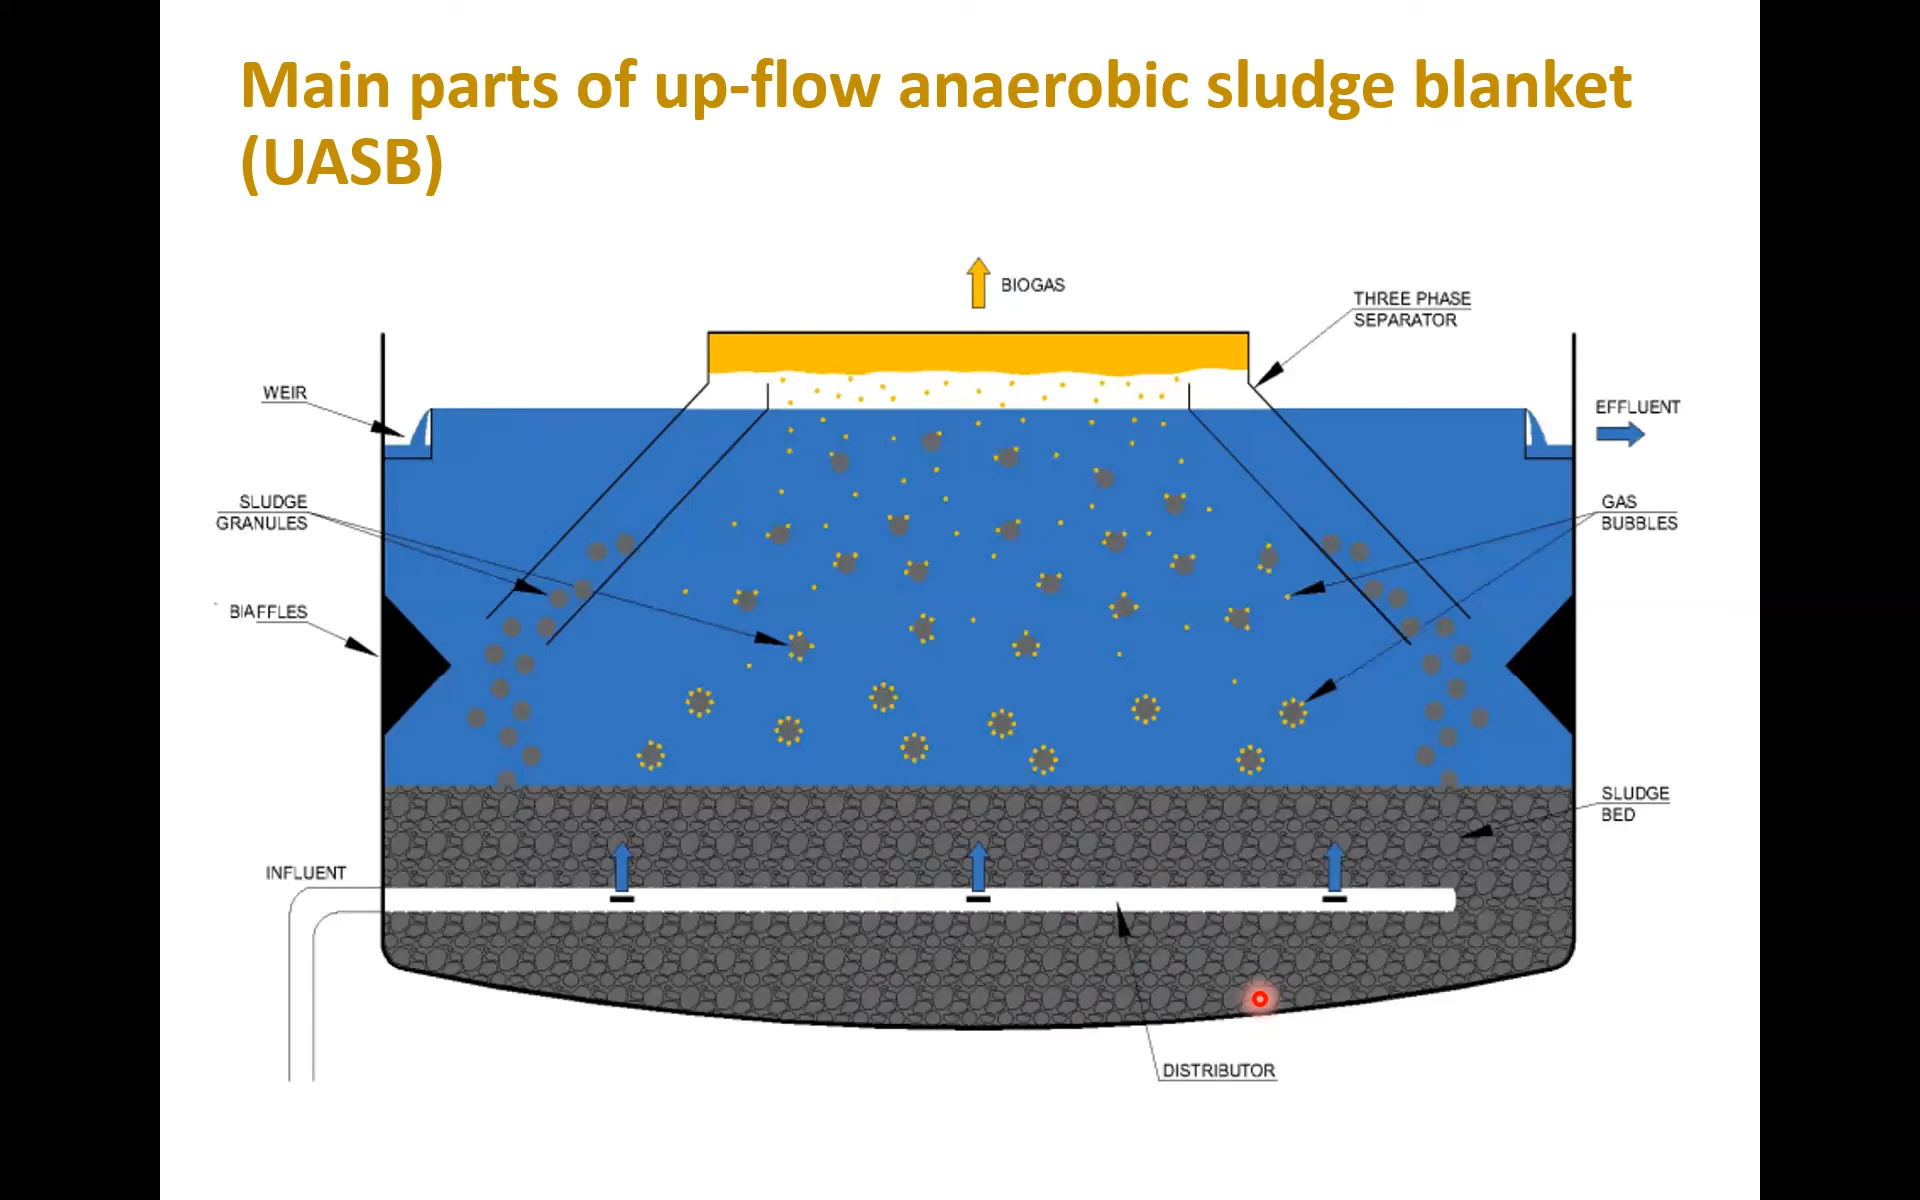 Main parts of up-flow anaerobic sludge blanket
(UASB)
BIOGAS
THREE PHASE
SEPARATOR
WEIR
EFFLUENT
SLUDGE
GRANULES
GAS
BUBBLES
BIAFFLES
SLUDGE
BED
INFLUENT
DISTRIBUTOR